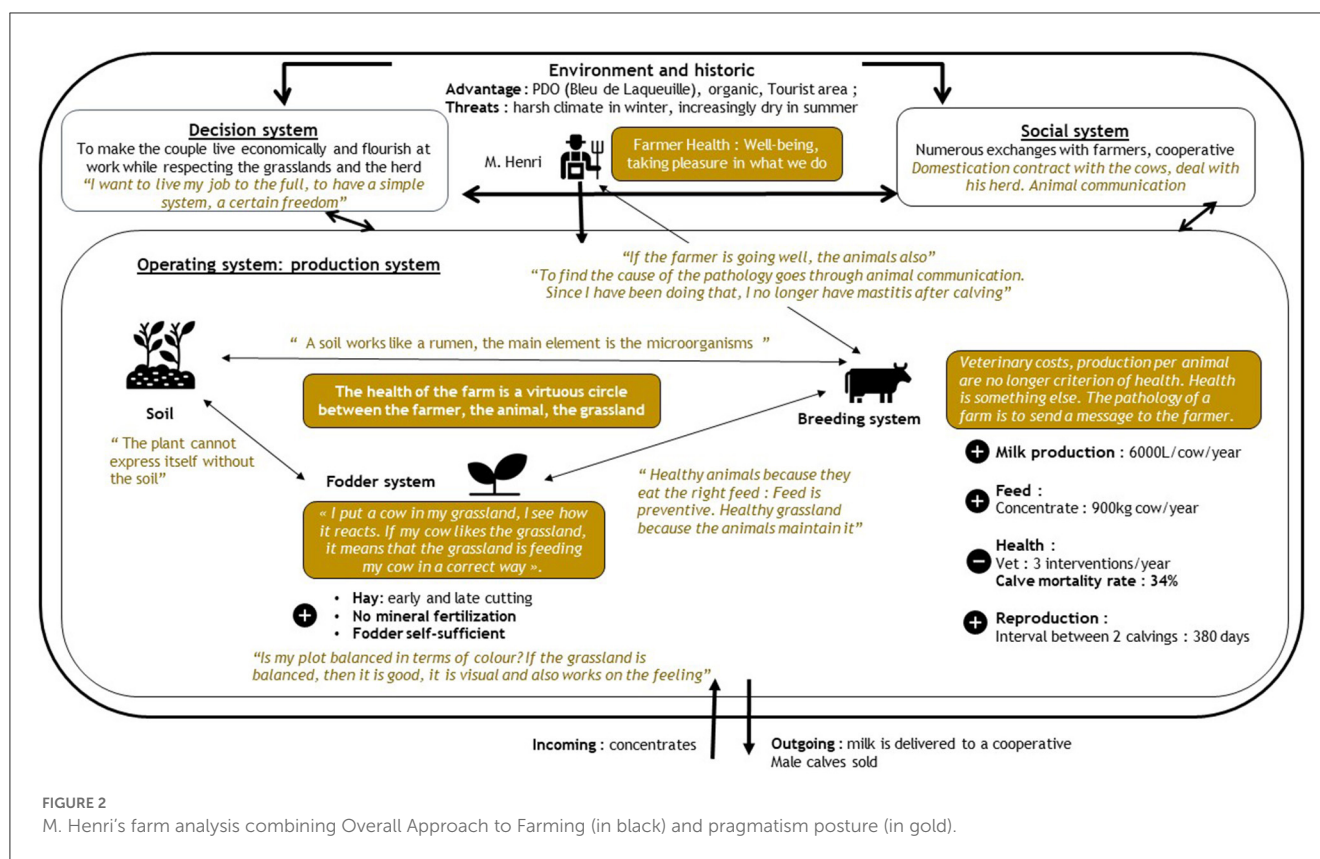 Environment and historic
Advantage : PDO (Bleu de Laqueuille), organic, Tourist area ;
Threats : harsh climate in winter, increasingly dry in summer
Decision system
To make the couple live economically and flourish at
work while respecting the grasslands and the herd
"I want to live my job to the full, to have a simple
system, a certain freedom"
M. Henri
Farmer Health : Well-being,
taking pleasure in what we do
Social system
Numerous exchanges with farmers, cooperative
Domestication contract with the cows, deal with
his herd. Animal communication
Operating system: production system
"If the farmer is going well, the animals also"
"To find the cause of the pathology goes through animal communication.
Since I have been doing that, I no longer have mastitis after calving"
" A soil works like a rumen, the main element is the microorganisms "
Soil
The health of the farm is a virtuous circle
between the farmer, the animal, the grassland
Breeding system
Veterinary costs, production per animal
are no longer criterion of health. Health
is something else. The pathology of a
farm is to send a message to the farmer.
" The plant cannot
express itself without
the soil"
Fodder system
« I put a cow in my grassland, I see how
it reacts. If my cow likes the grassland,
it means that the grassland is feeding
my cow in a correct way ».
" Healthy animals because they
eat the right feed : Feed is
preventive. Healthy grassland
because the animals maintain it"
+ Milk production : 6000L/cow/year
+ Feed :
Concentrate : 900kg cow/year
Health :
− Vet : 3 interventions/year
Calve mortality rate : 34%
+ Reproduction :
Interval between 2 calvings : 380 days
• Hay: early and late cutting
+ • No mineral fertilization
• Fodder self-sufficient
"Is my plot balanced in terms of colour? If the grassland is
balanced, then it is good, it is visual and also works on the feeling"
Incoming : concentrates
Outgoing : milk is delivered to a cooperative
Male calves sold
FIGURE 2
M. Henri's farm analysis combining Overall Approach to Farming (in black) and pragmatism posture (in gold).